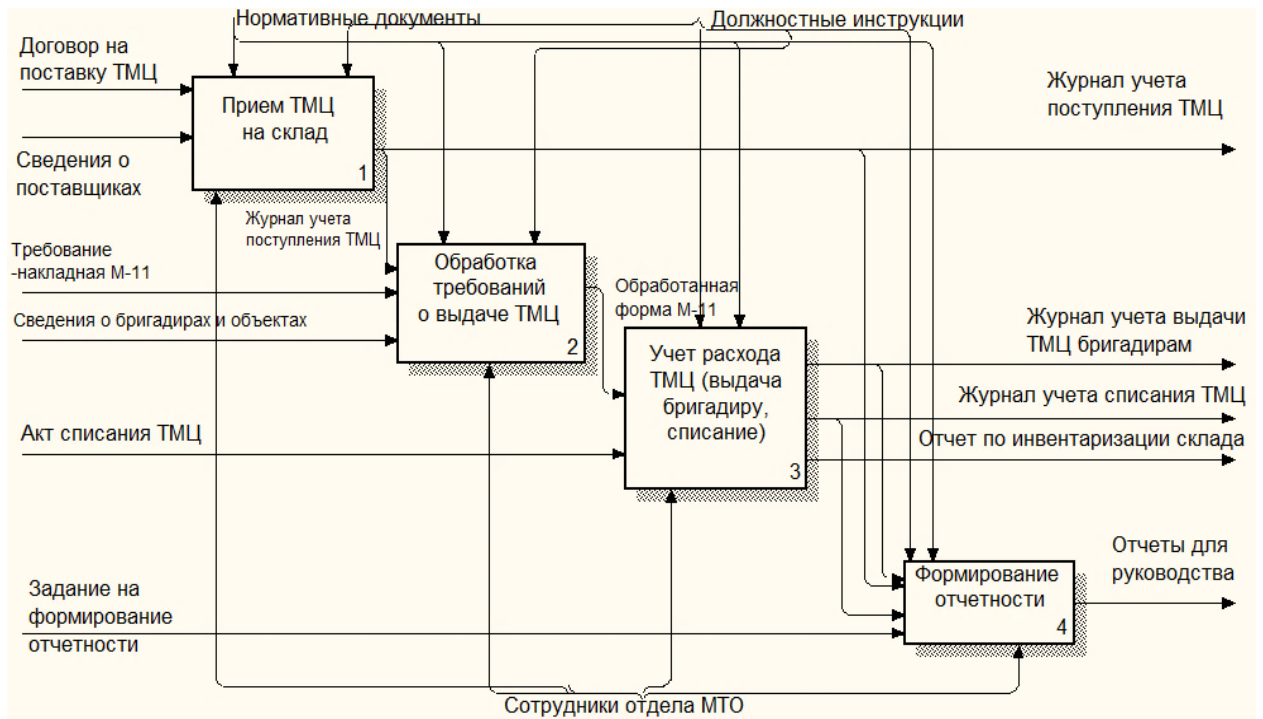 Нормативные документы
Должностные инструкции
Договор на
поставку ТМЦ
Прием ТМЦ
на склад
1
Журнал учета
поступления ТМЦ
Сведения о
поставщиках
Журнал учета
поступления ТМЦ
Требование
-накладная М-11
Обработка
требований
о выдаче ТМЦ
2
Сведения о бригадирах и объектах
Обработанная
форма М-11
Учет расхода
ТМЦ (выдача
бригадиру,
списание)
3
Журнал учета выдачи
ТМЦ бригадирам
Журнал учета списания ТМЦ
Акт списания ТМЦ
Отчет по инвентаризации склада
Отчеты для
руководства
Формирование
отчетности
4
Задание на
формирование
отчетности
Сотрудники отдела МТО